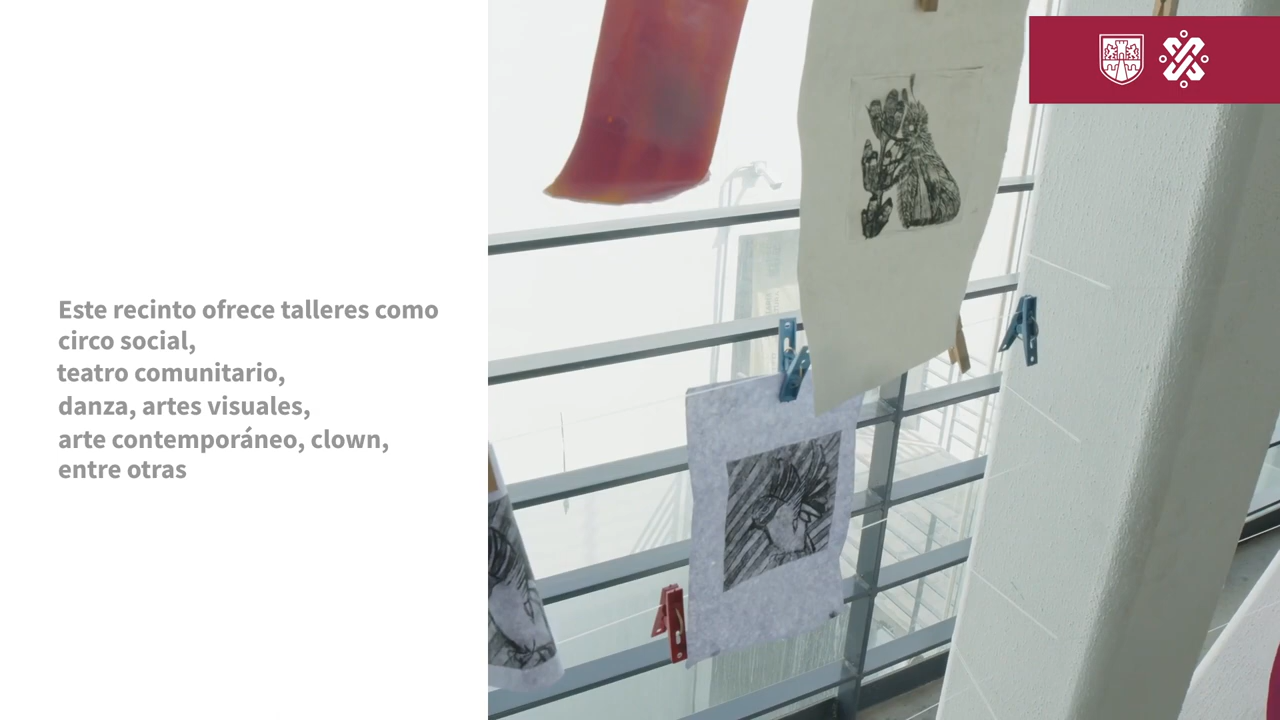 Este recinto ofrece talleres como
circo social,
teatro comunitario,
danza, artes visuales,
arte contemporáneo, clown,
entre otras